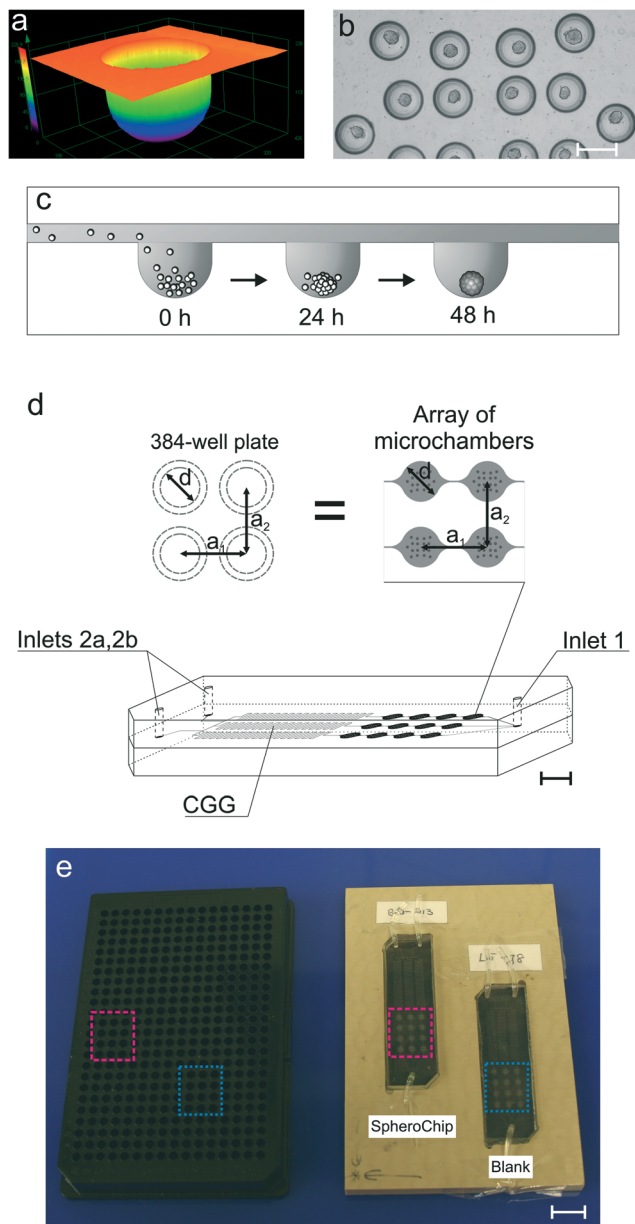 a
b
c
0 h
24 h
48 h
d
384-well plate
Array of
microchambers
d
a2
a1
=
d
a2
a1
Inlets 2a,2b
Inlet 1
CGG
e
SpheroChip
Blank